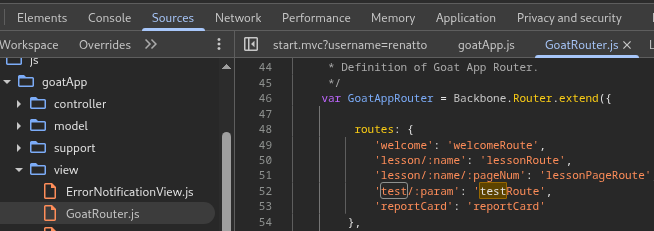 Elements Console Sources Network Performance Memory Application Privacy and security
Workspace Overrides >>
start.mvc?username=renatto goatApp.js GoatRouter.js ×
js
goatApp
controller
model
support
view
ErrorNotificationView.js
GoatRouter.js
44 * Definition of Goat App Router.
45 */
46 var GoatAppRouter = Backbone.Router.extend({
47
48 routes: {
49 'welcome': 'welcomeRoute',
50 'lesson/:name': 'lessonRoute',
51 'lesson/:name/:pageNum': 'lessonPageRoute'
52 'test/:param': 'testRoute',
53 'reportCard': 'reportCard'
54 },